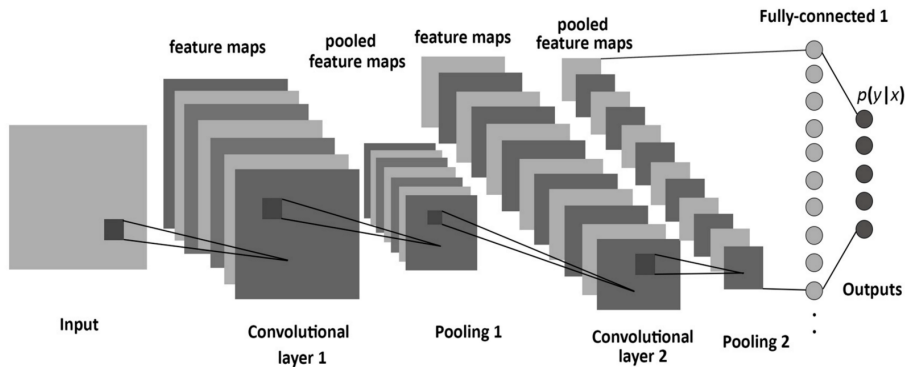 Fully-connected 1
feature maps
pooled
feature maps
feature maps
pooled
feature maps
p(y|x)
Input
Convolutional
layer 1
Pooling 1
Convolutional
layer 2
Pooling 2
Outputs